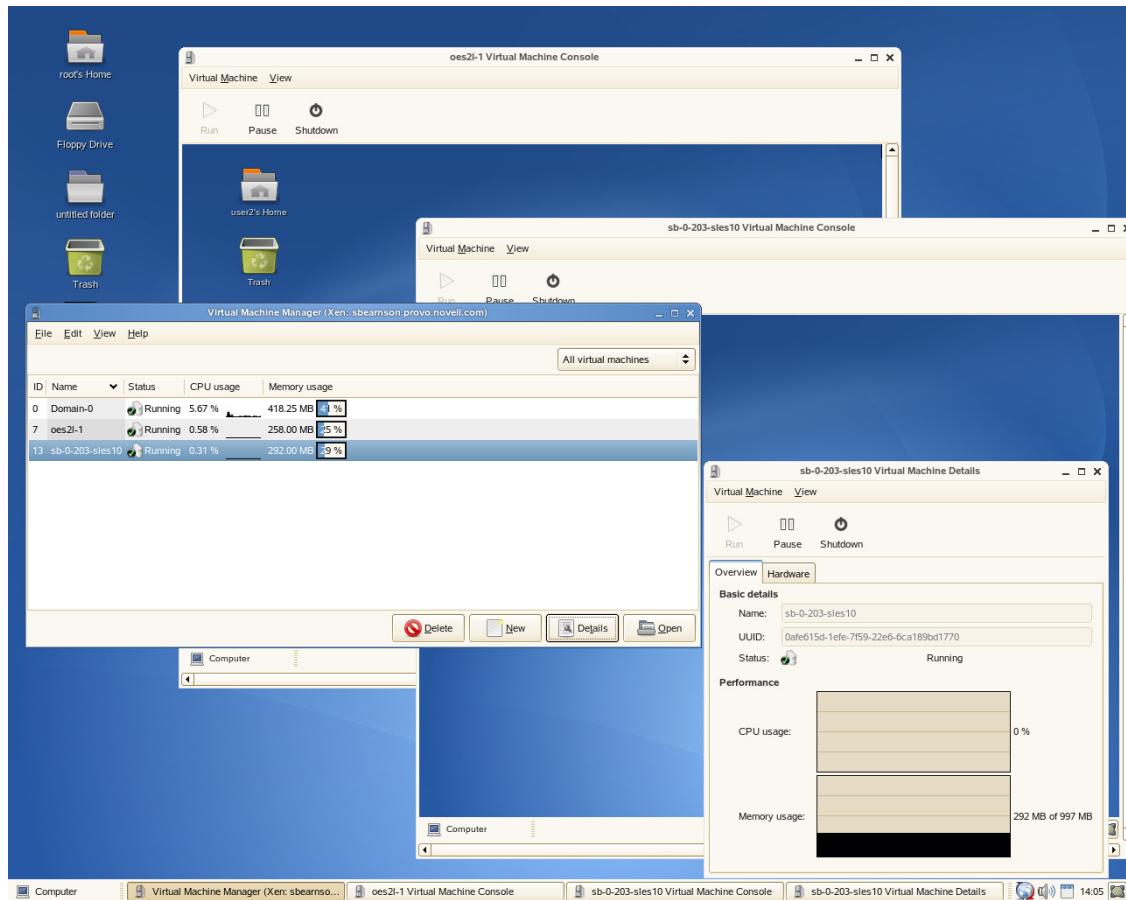 root's Home
Floppy Drive
untitled folder
Trash
oes2l-1 Virtual Machine Console
Virtual Machine View
Run Pause Shutdown
user2's Home
Trash
sb-0-203-sles10 Virtual Machine Console
Virtual Machine View
Run Pause Shutdown
Virtual Machine Manager (Xen: sbearnson.provo.novell.com)
File Edit View Help
All virtual machines
ID Name Status CPU usage Memory usage
0 Domain-0 Running 5.67 % 418.25 MB 41 %
7 oes2l-1 Running 0.58 % 258.00 MB 25 %
13 sb-0-203-sles10 Running 0.31 % 292.00 MB 29 %
Delete New Details Open
Computer
Computer
sb-0-203-sles10 Virtual Machine Details
Virtual Machine View
Run Pause Shutdown
Overview Hardware
Basic details
Name: sb-0-203-sles10
UUID: 0afe615d-1efe-7f59-22e6-6ca189bd1770
Status: Running
Performance
CPU usage: 0 %
Memory usage: 292 MB of 997 MB
Computer Virtual Machine Manager (Xen: sbearnso... oes2l-1 Virtual Machine Console sb-0-203-sles10 Virtual Machine Console sb-0-203-sles10 Virtual Machine Details 14:05